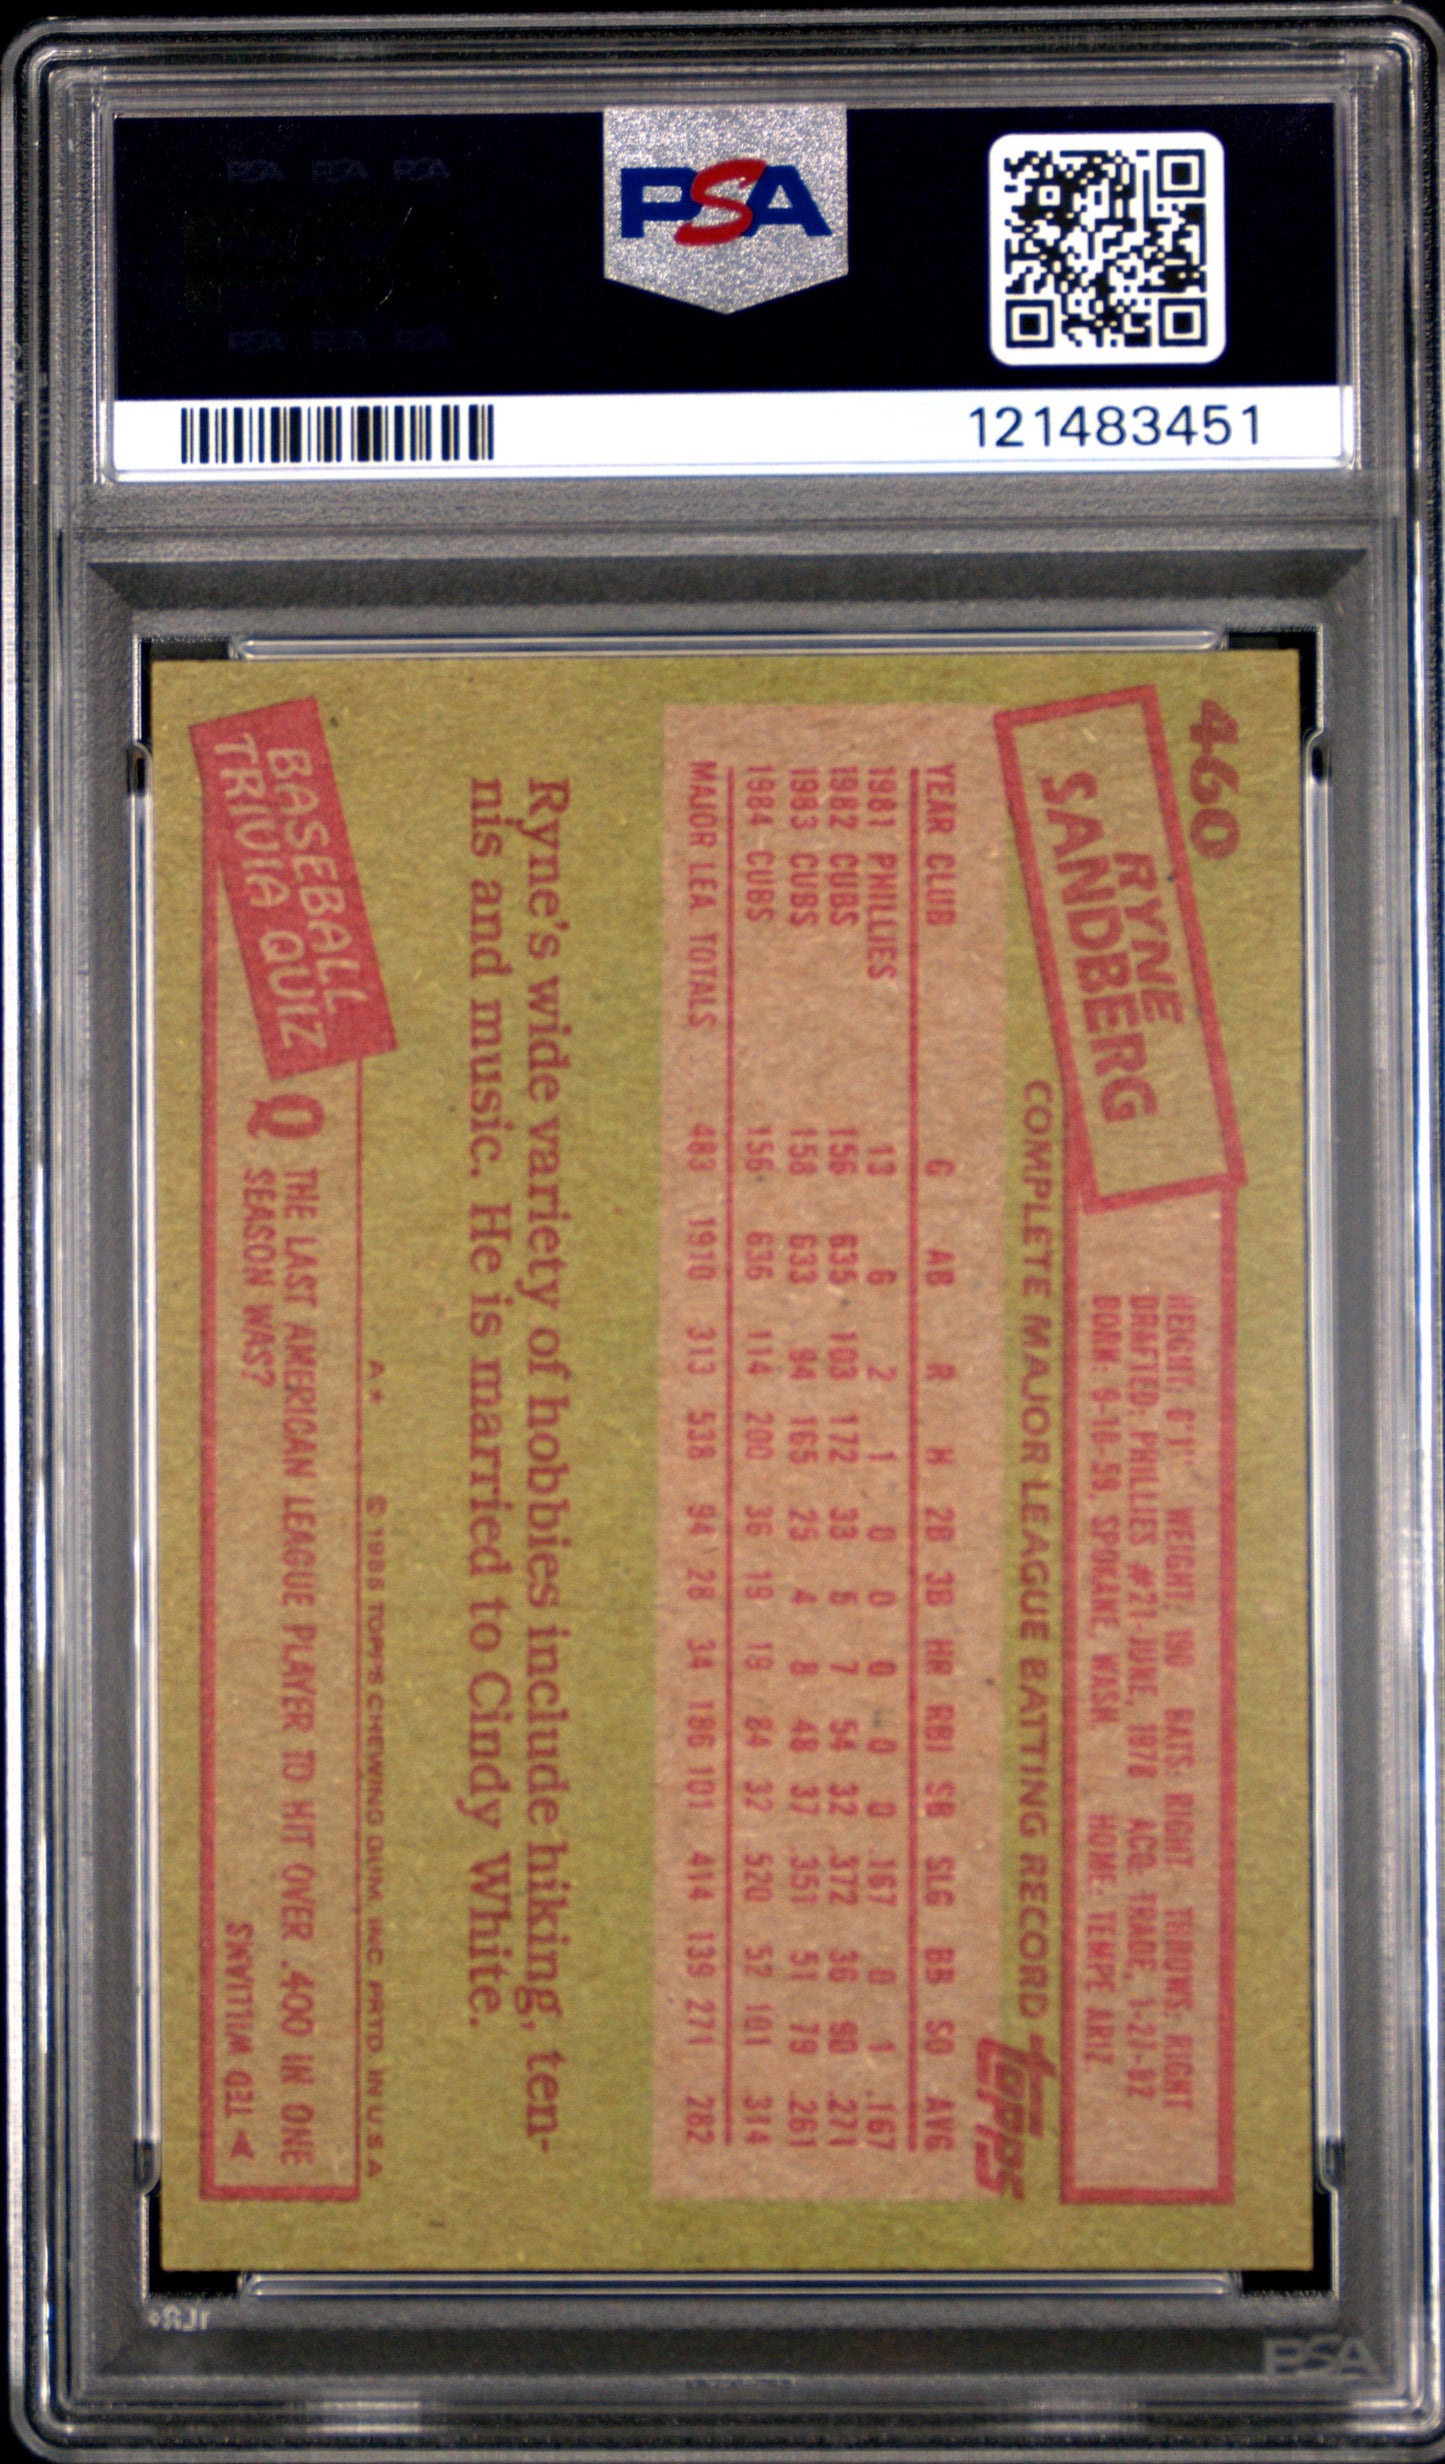 PSA PSA PSA
PSA
PSA PSA PSA
121483451
460
RYNE
SANDBERG
HEIGHT: 6'1" WEIGHT: 190 BATS: RIGHT THROWS: RIGHT
DRAFTED: PHILLIES #21-JUNE, 1978 ACQ: TRADE, 1-27-82
BORN: 9-18-59, SPOKANE, WASH. HOME: TEMPE ARIZ.
COMPLETE MAJOR LEAGUE BATTING RECORD Topps
YEAR CLUB G AB R H 2B 3B HR RBI SB SLG BB SO AVG
1981 PHILLIES 13 6 2 1 0 0 0 0 0 .167 0 1 .167
1982 CUBS 156 635 103 172 33 5 7 54 32 .372 36 90 .271
1983 CUBS 158 633 94 165 25 4 8 48 37 .351 51 79 .261
1984 CUBS 156 636 114 200 36 19 19 84 32 .520 52 101 .314
MAJOR LEA. TOTALS 483 1910 313 538 94 28 34 186 101 .414 139 271 .282
Ryne's wide variety of hobbies include hiking, ten-
nis and music. He is married to Cindy White.
A* © 1985 TOPPS CHEWING GUM, INC. PRTD. IN U.S.A.
BASEBALL
TRIVIA QUIZ
Q THE LAST AMERICAN LEAGUE PLAYER TO HIT OVER .400 IN ONE
SEASON WAS?
TED WILLIAMS
PSA